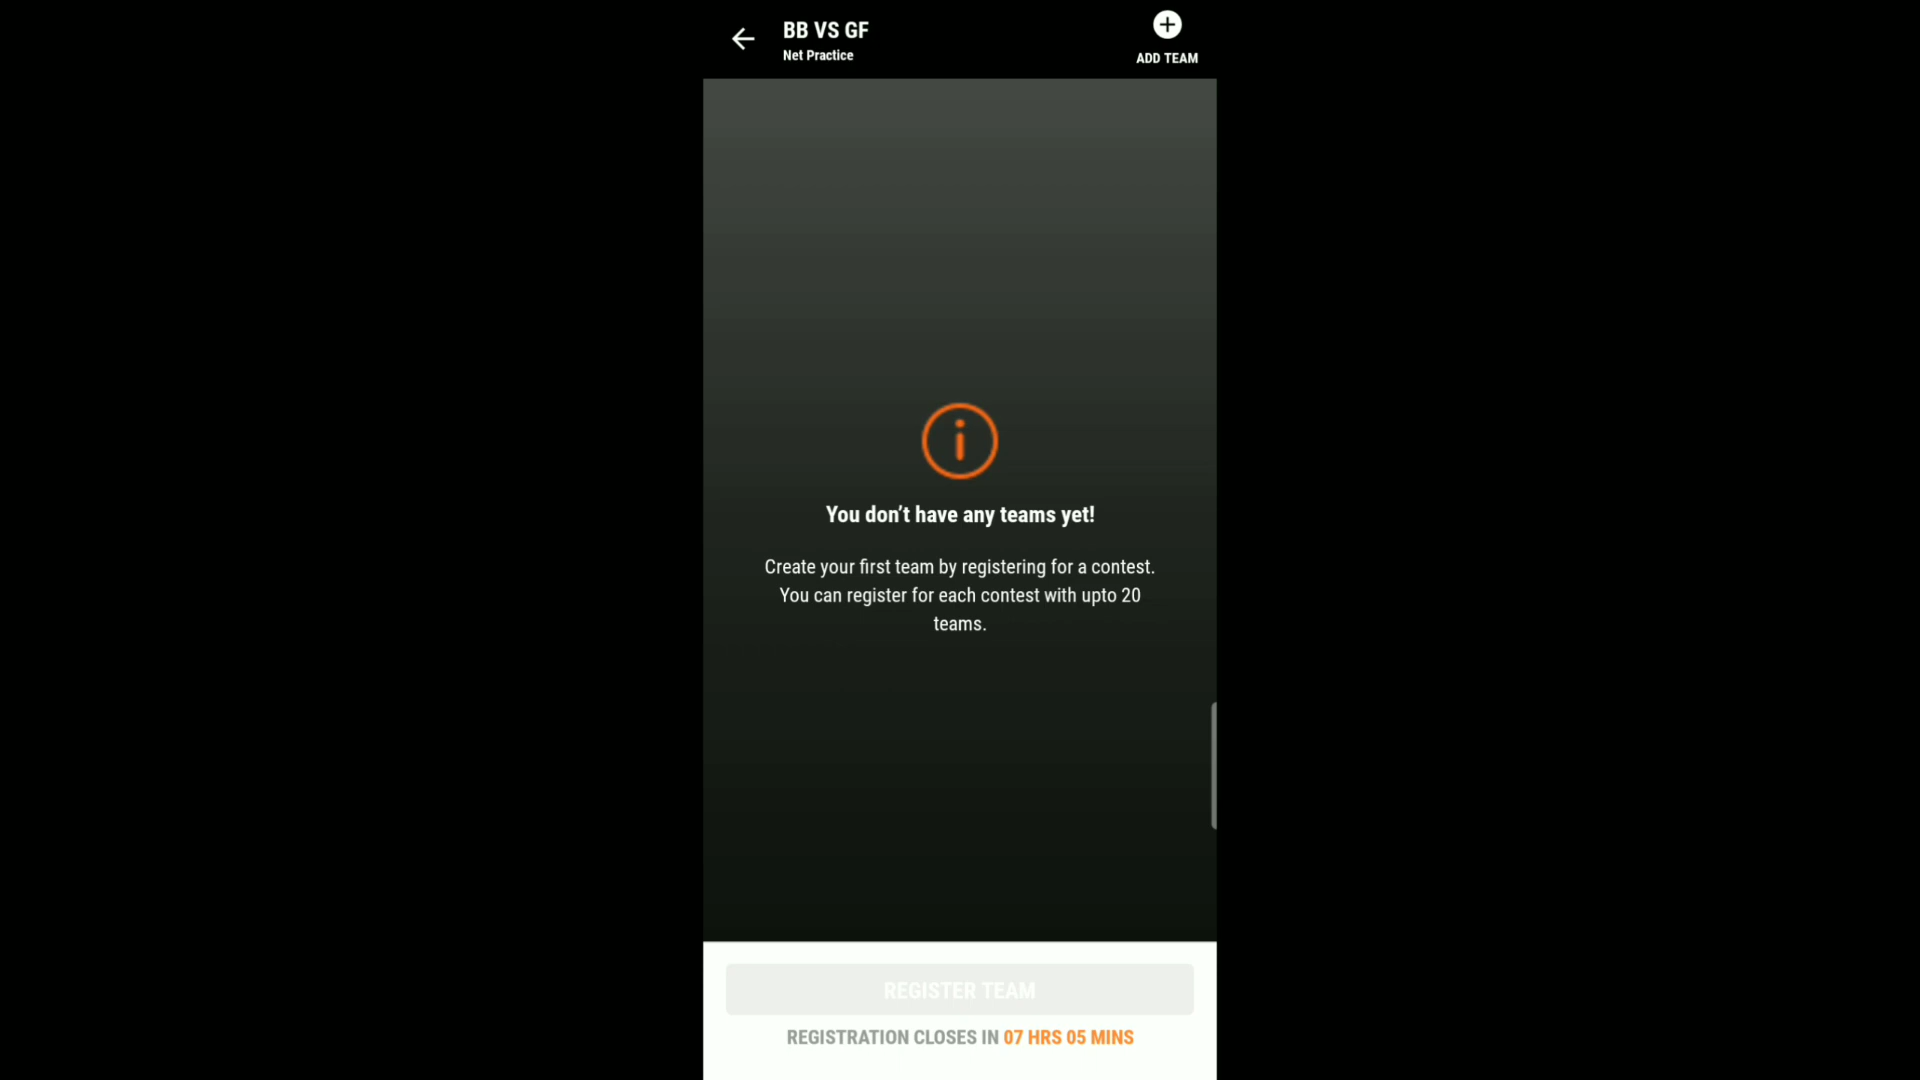 BB VS GF
Net Practice
ADD TEAM
You don’t have any teams yet!
Create your first team by registering for a contest.
You can register for each contest with upto 20
teams.
REGISTER TEAM
REGISTRATION CLOSES IN 07 HRS 05 MINS